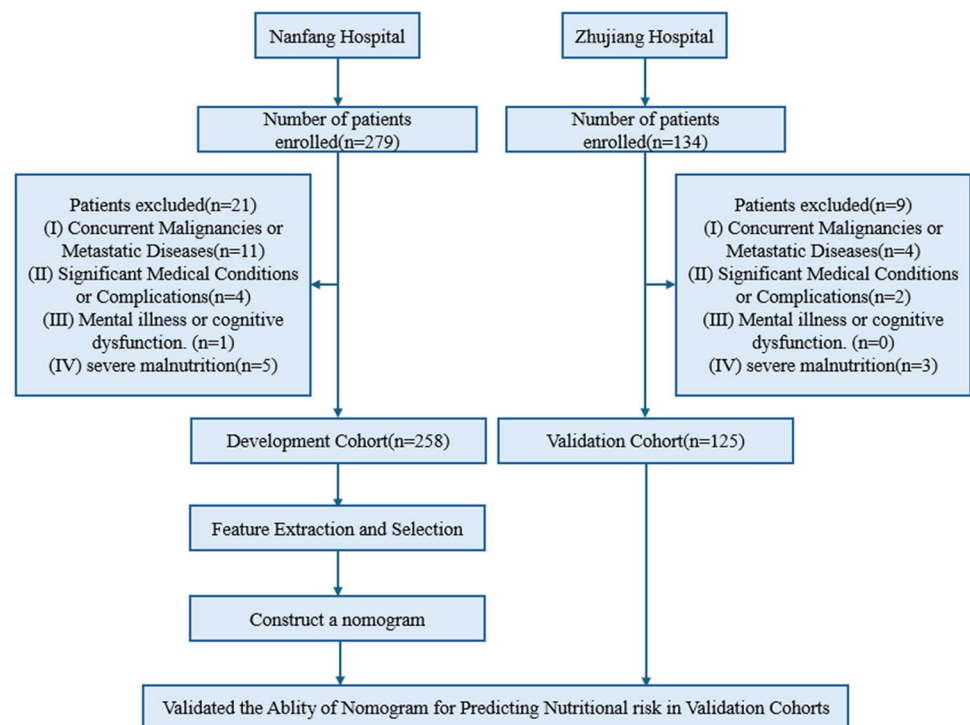 Nanfang Hospital
Zhujiang Hospital
Number of patients
enrolled(n=279)
Number of patients
enrolled(n=134)
Patients excluded(n=21)
(I) Concurrent Malignancies or
Metastatic Diseases(n=11)
(II) Significant Medical Conditions
or Complications(n=4)
(III) Mental illness or cognitive
dysfunction. (n=1)
(IV) severe malnutrition(n=5)
Patients excluded(n=9)
(I) Concurrent Malignancies or
Metastatic Diseases(n=4)
(II) Significant Medical Conditions
or Complications(n=2)
(III) Mental illness or cognitive
dysfunction. (n=0)
(IV) severe malnutrition(n=3)
Development Cohort(n=258)
Validation Cohort(n=125)
Feature Extraction and Selection
Construct a nomogram
Validated the Ablity of Nomogram for Predicting Nutritional risk in Validation Cohorts